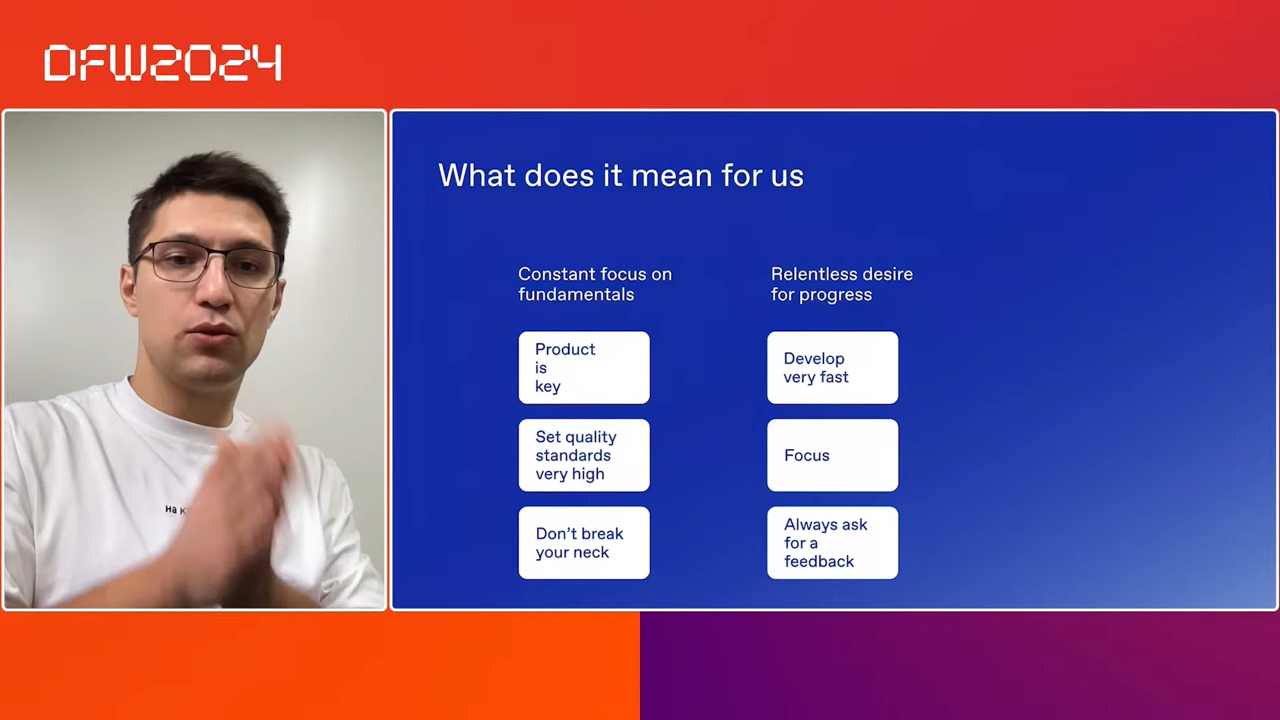 DFW2024
What does it mean for us
Constant focus on
fundamentals
Product
is
key
Set quality
standards
very high
Don't break
your neck
Relentless desire
for progress
Develop
very fast
Focus
Always ask
for a
feedback
на